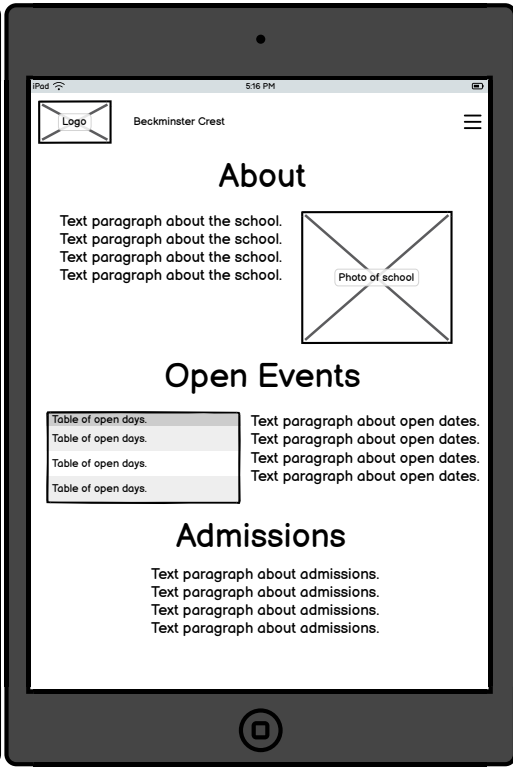 iPad
5:16 PM
Logo
Beckminster Crest
About
Text paragraph about the school.
Text paragraph about the school.
Text paragraph about the school.
Text paragraph about the school.
Photo of school
Open Events
Table of open days.
Table of open days.
Table of open days.
Table of open days.
Text paragraph about open dates.
Text paragraph about open dates.
Text paragraph about open dates.
Text paragraph about open dates.
Admissions
Text paragraph about admissions.
Text paragraph about admissions.
Text paragraph about admissions.
Text paragraph about admissions.